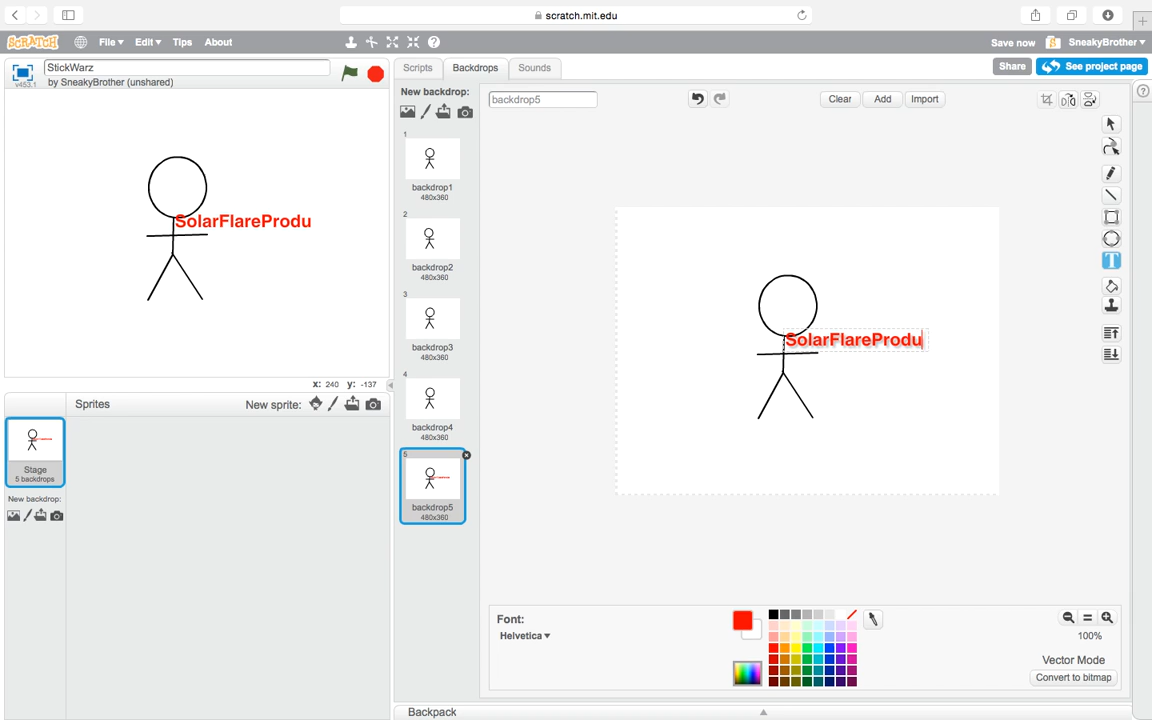 scratch.mit.edu
SCRATCH File Edit Tips About Save now SneakyBrother
v453.1 StickWarz
by SneakyBrother (unshared)
Scripts Backdrops Sounds Share See project page
New backdrop: backdrop5 Clear Add Import
SolarFlareProdu
1
backdrop1
480x360
2
backdrop2
480x360
3
backdrop3
480x360
4
backdrop4
480x360
5
backdrop5
480x360
SolarFlareProdu
T
x: 240 y: -137
Sprites New sprite:
Stage
5 backdrops
New backdrop:
Font:
Helvetica
100%
Vector Mode
Convert to bitmap
Backpack